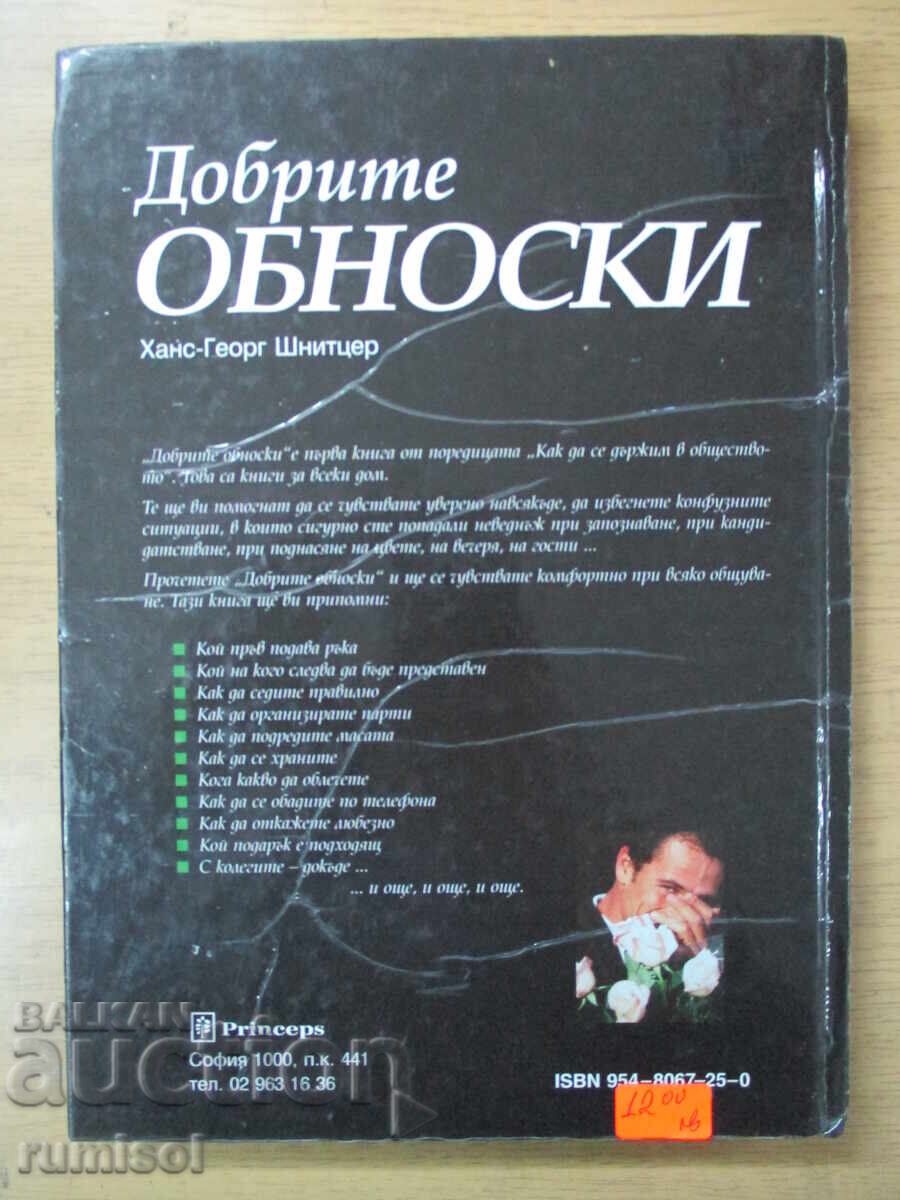 Добрите
ОБНОСКИ
Ханс-Георг Шнитцер
„Добрите обноски“ е първа книга от поредицата „Как да се държим в общество-
то“. Това са книги за всеки дом.
Те ще ви помогнат да се чувствате уверено навсякъде, да избегнете конфузните
ситуации, в които сигурно сте попадали неведнъж при запознаване, при канди-
датстване, при поднасяне на цвете, на вечеря, на гости ...
Прочетете „Добрите обноски“ и ще се чувствате комфортно при всяко общува-
не. Тази книга ще ви припомни:
Кой пръв подава ръка
Кой на кого следва да бъде представен
Как да седите правилно
Как да организирате парти
Как да подредите масата
Как да се храните
Кога какво да облечете
Как да се обадите по телефона
Как да откажете любезно
Кой подарък е подходящ
С колегите – докъде ...
... и още, и още, и още.
Princeps
София 1000, п.к. 441
тел. 02 963 16 36
ISBN 954-8067-25-0
12 00
лв
BALKAN
auction
rumisol